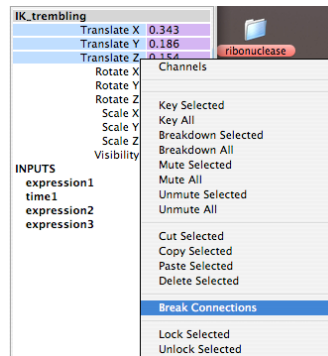 IK_trembling
Translate X 0.343
Translate Y 0.186
Translate Z 0.154
Rotate X
Rotate Y
Rotate Z
Scale X
Scale Y
Scale Z
Visibility
INPUTS
expression1
time1
expression2
expression3
ribonuclease
Channels
Key Selected
Key All
Breakdown Selected
Breakdown All
Mute Selected
Mute All
Unmute Selected
Unmute All
Cut Selected
Copy Selected
Paste Selected
Delete Selected
Break Connections
Lock Selected
Unlock Selected